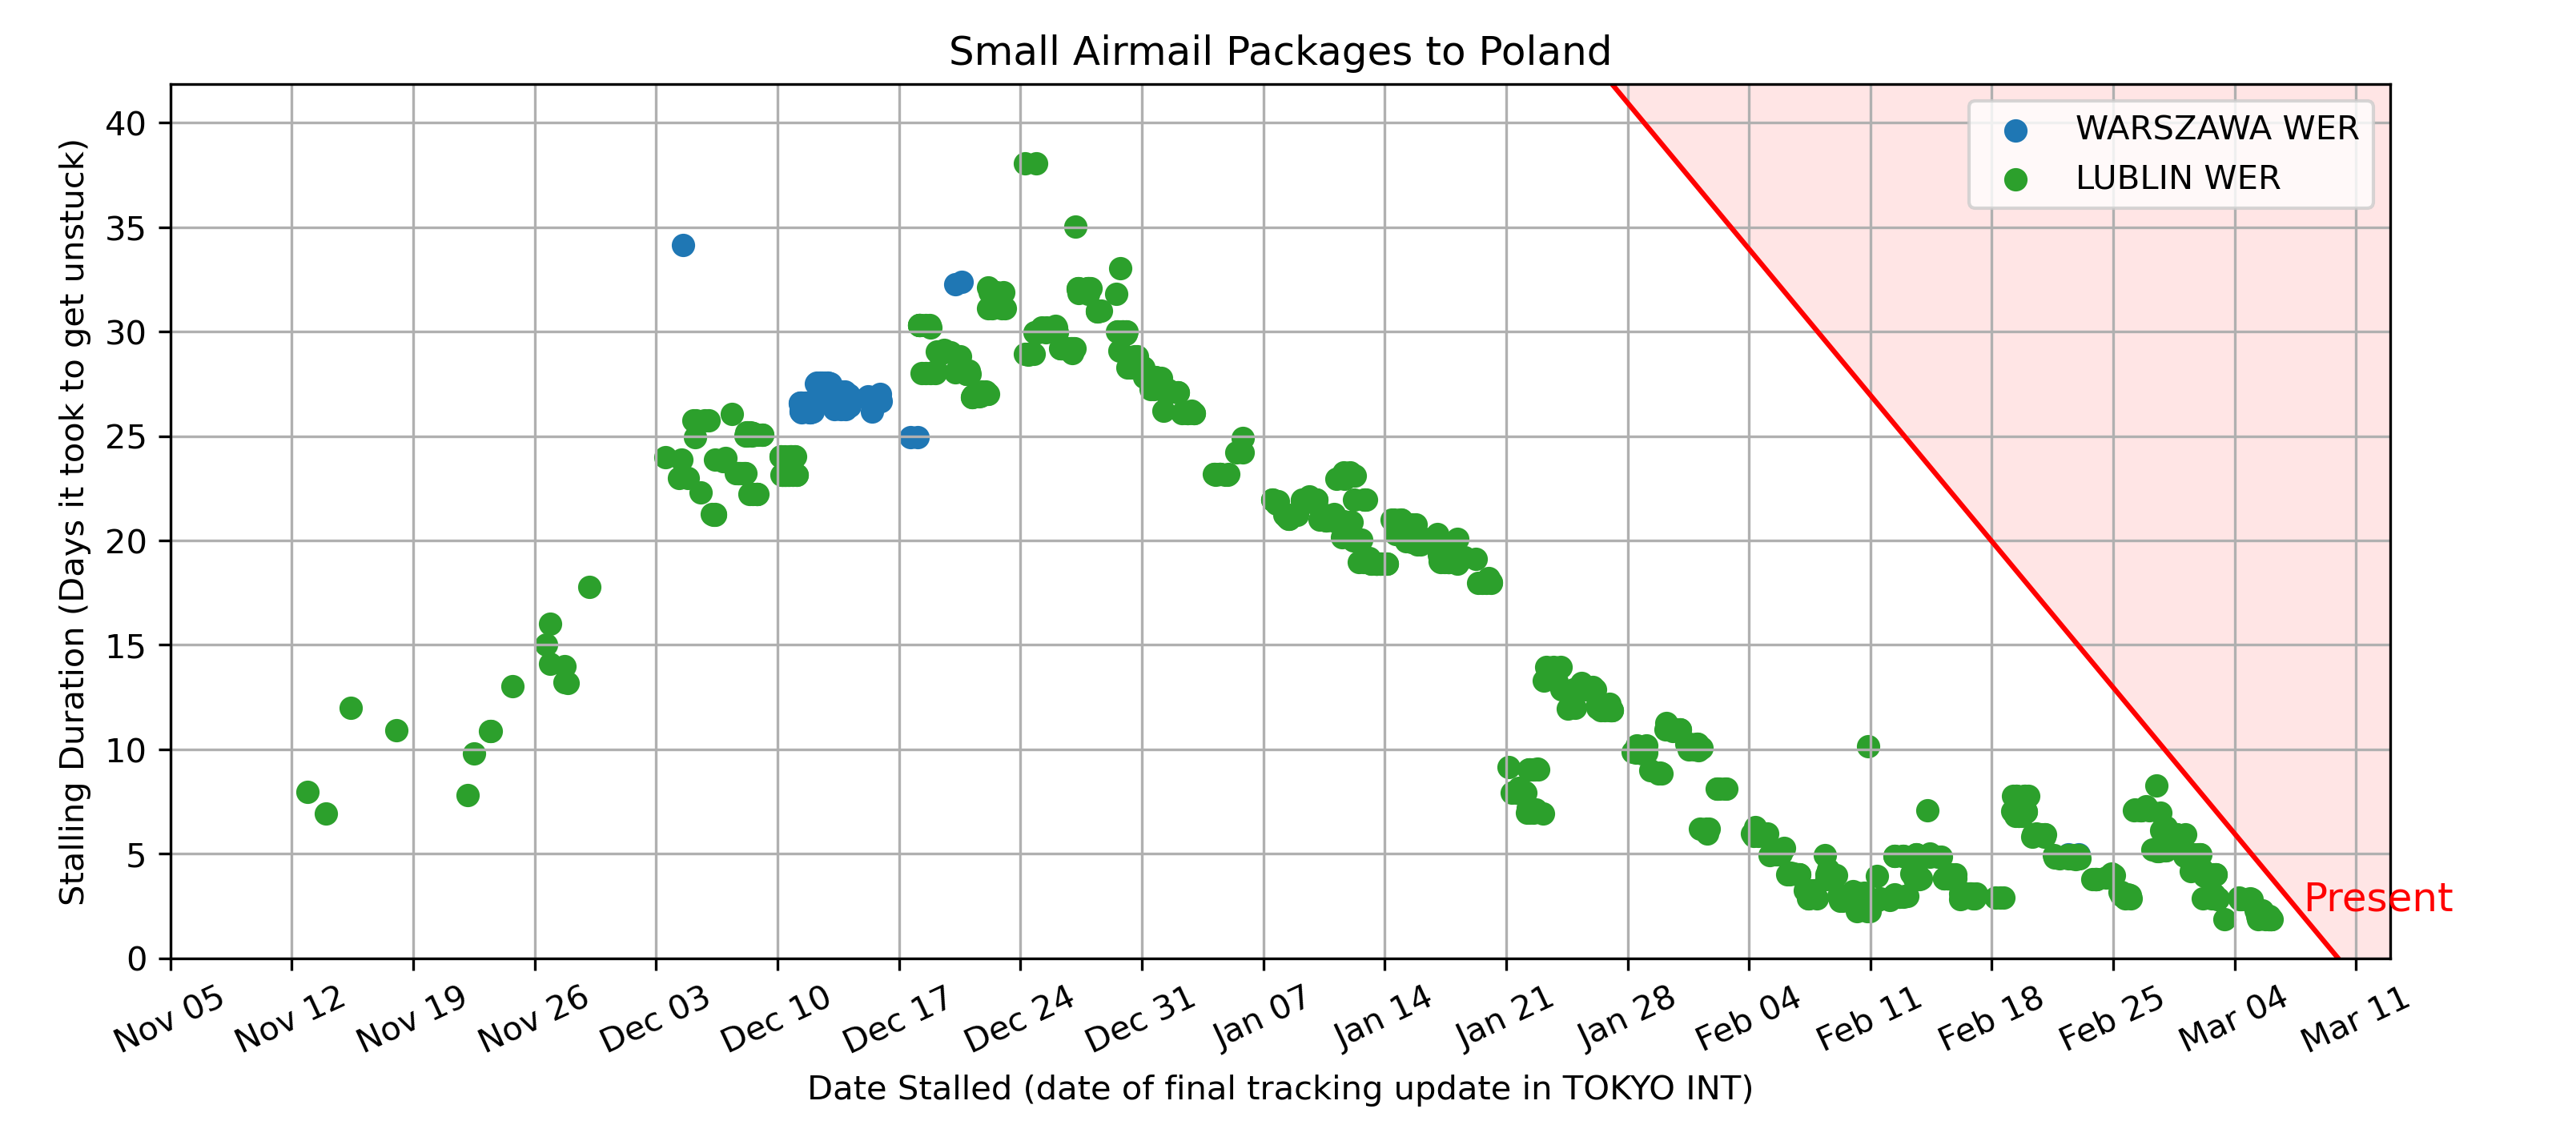 Small Airmail Packages to Poland
Stalling Duration (Days it took to get unstuck)
40
35
30
25
20
15
10
5
0
WARSZAWA WER
LUBLIN WER
Present
Nov 05
Nov 12
Nov 19
Nov 26
Dec 03
Dec 10
Dec 17
Dec 24
Dec 31
Jan 07
Jan 14
Jan 21
Jan 28
Feb 04
Feb 11
Feb 18
Feb 25
Mar 04
Mar 11
Date Stalled (date of final tracking update in TOKYO INT)